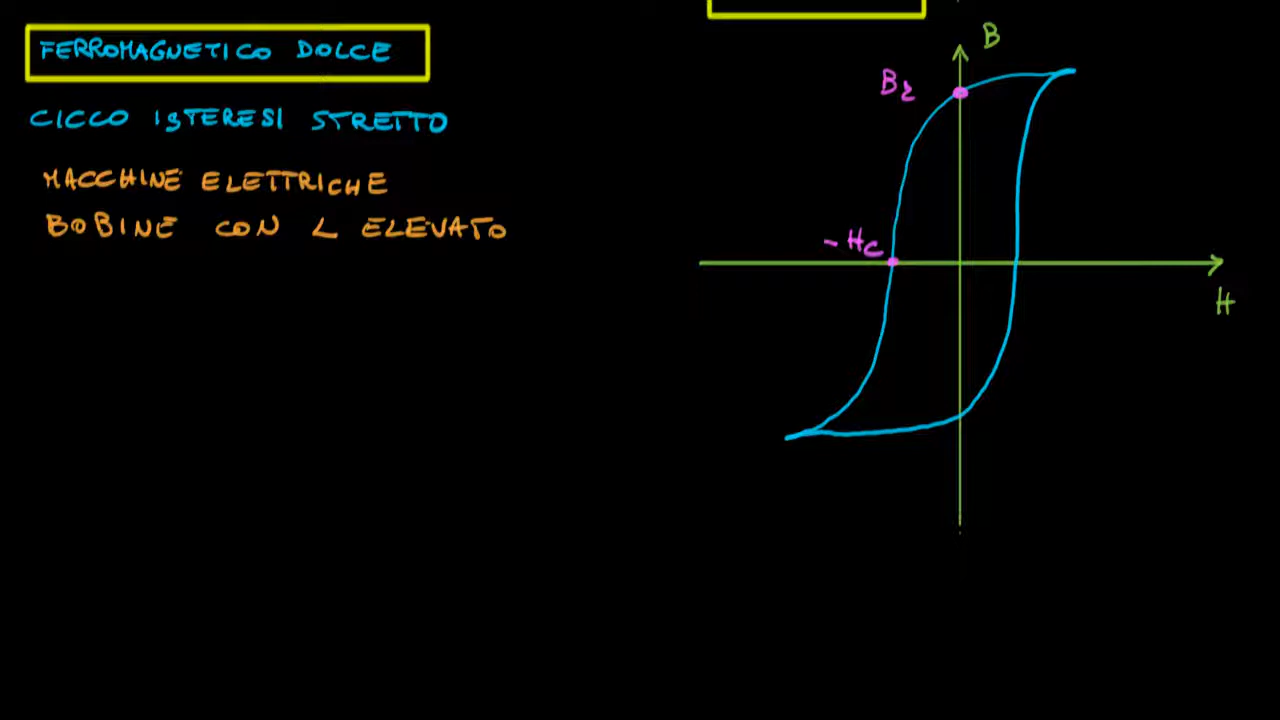 FERROMAGNETICO DOLCE
CICCO ISTERESI STRETTO
MACCHINE ELETTRICHE
BOBINE CON L ELEVATO
B
Br
-Hc
H